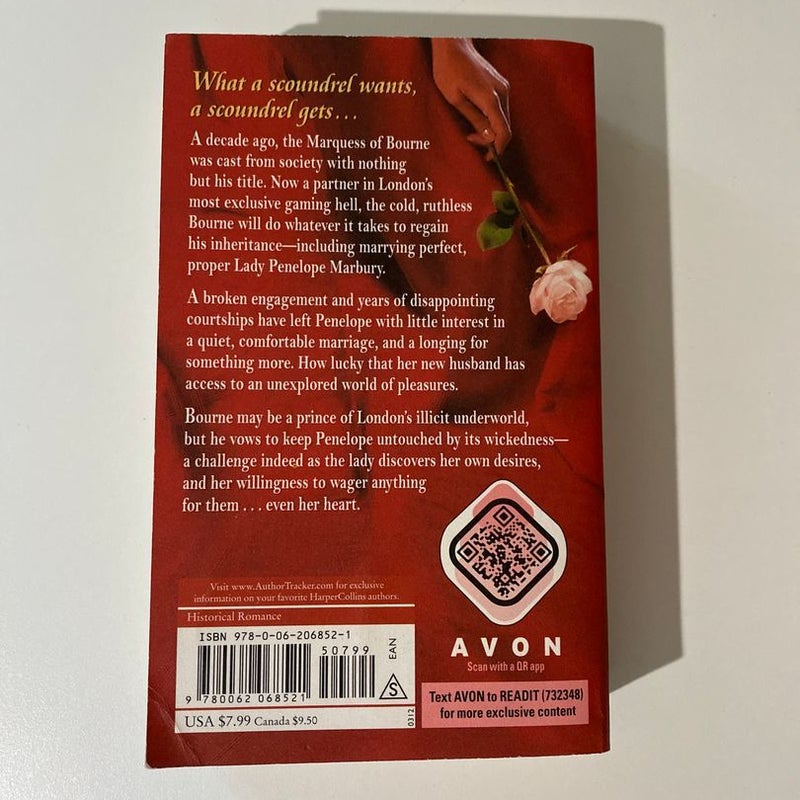 What a scoundrel wants,
a scoundrel gets...
A decade ago, the Marquess of Bourne
was cast from society with nothing
but his title. Now a partner in London's
most exclusive gaming hell, the cold, ruthless
Bourne will do whatever it takes to regain
his inheritance—including marrying perfect,
proper Lady Penelope Marbury.
A broken engagement and years of disappointing
courtships have left Penelope with little interest in
a quiet, comfortable marriage, and a longing for
something more. How lucky that her new husband has
access to an unexplored world of pleasures.
Bourne may be a prince of London's illicit underworld,
but he vows to keep Penelope untouched by its wickedness—
a challenge indeed as the lady discovers her own desires,
and her willingness to wager anything
for them . . . even her heart.
Visit www.AuthorTracker.com for exclusive
information on your favorite HarperCollins authors.
Historical Romance
ISBN 978-0-06-206852-1
50799
EAN
9 780062 068521
S
USA $7.99 Canada $9.50
0312
AVON
Scan with a QR app
Text AVON to READIT (732348)
for more exclusive content